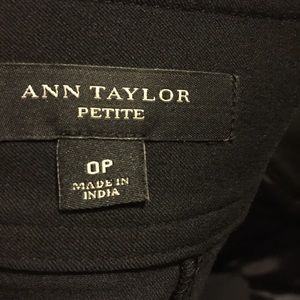 ANN TAYLOR
PETITE
0P
MADE IN
INDIA